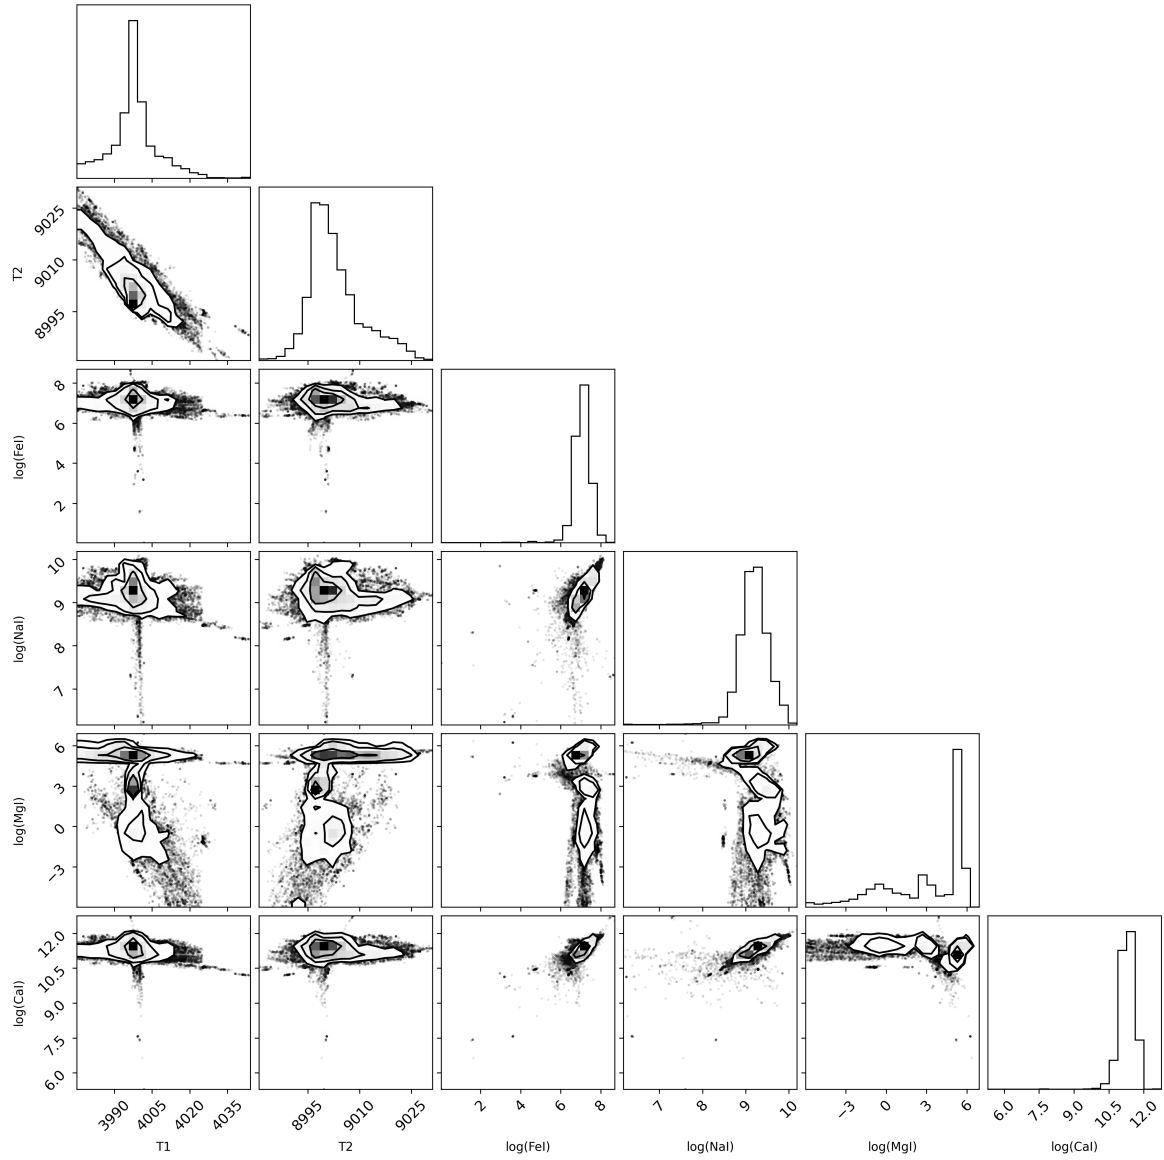 9025
9010
8995
T2
8
6
4
2
log(FeI)
10
9
8
7
log(NaI)
6
3
0
−3
log(MgI)
12.0
10.5
9.0
7.5
6.0
log(CaI)
3990 4005 4020 4035
8995 9010 9025
2 4 6 8
7 8 9 10
−3 0 3 6
6.0 7.5 9.0 10.5 12.0
T1 T2 log(FeI) log(NaI) log(MgI) log(CaI)